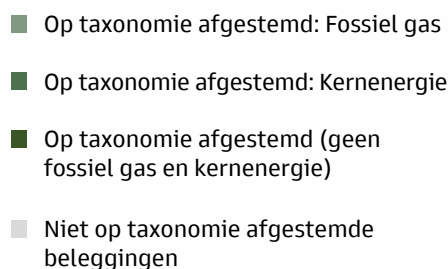 Op taxonomie afgestemd: Fossiel gas
Op taxonomie afgestemd: Kernenergie
Op taxonomie afgestemd (geen
fossiel gas en kernenergie)
Niet op taxonomie afgestemde
beleggingen